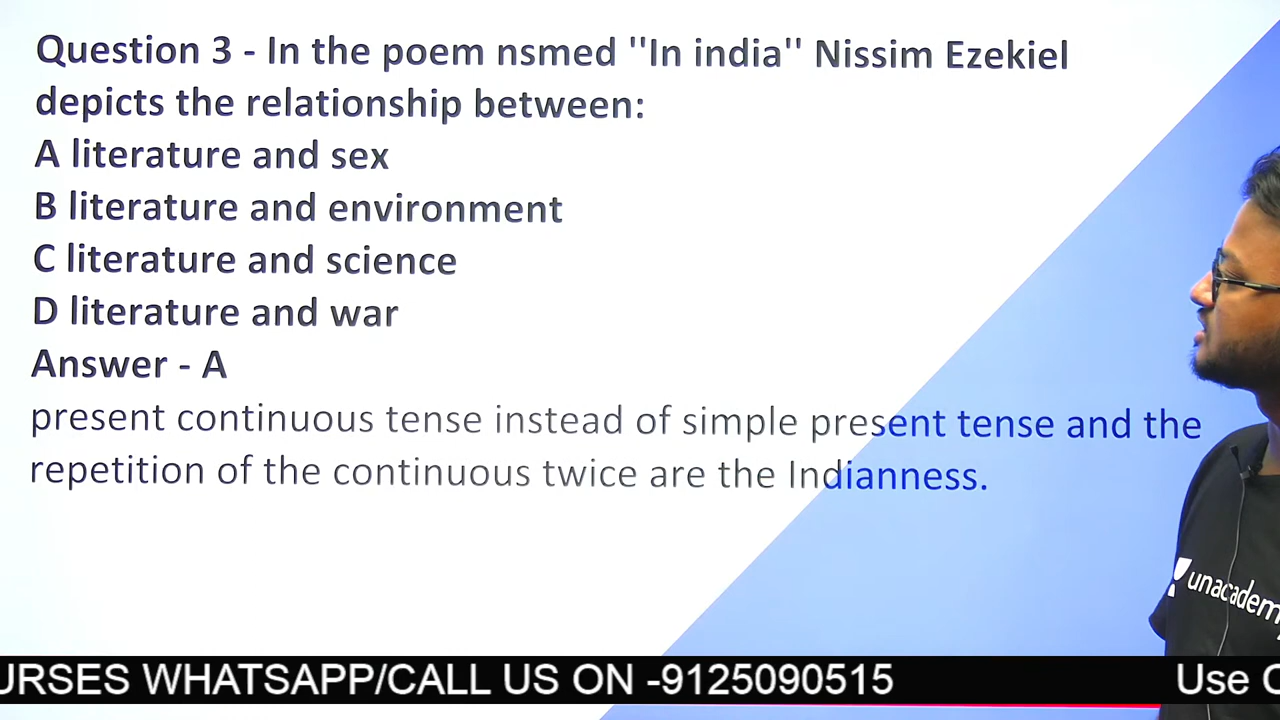 Question 3 - In the poem nsmed ''In india'' Nissim Ezekiel
depicts the relationship between:
A literature and sex
B literature and environment
C literature and science
D literature and war
Answer - A
present continuous tense instead of simple present tense and the
repetition of the continuous twice are the Indianness.
unacademy
URSES WHATSAPP/CALL US ON -9125090515
Use